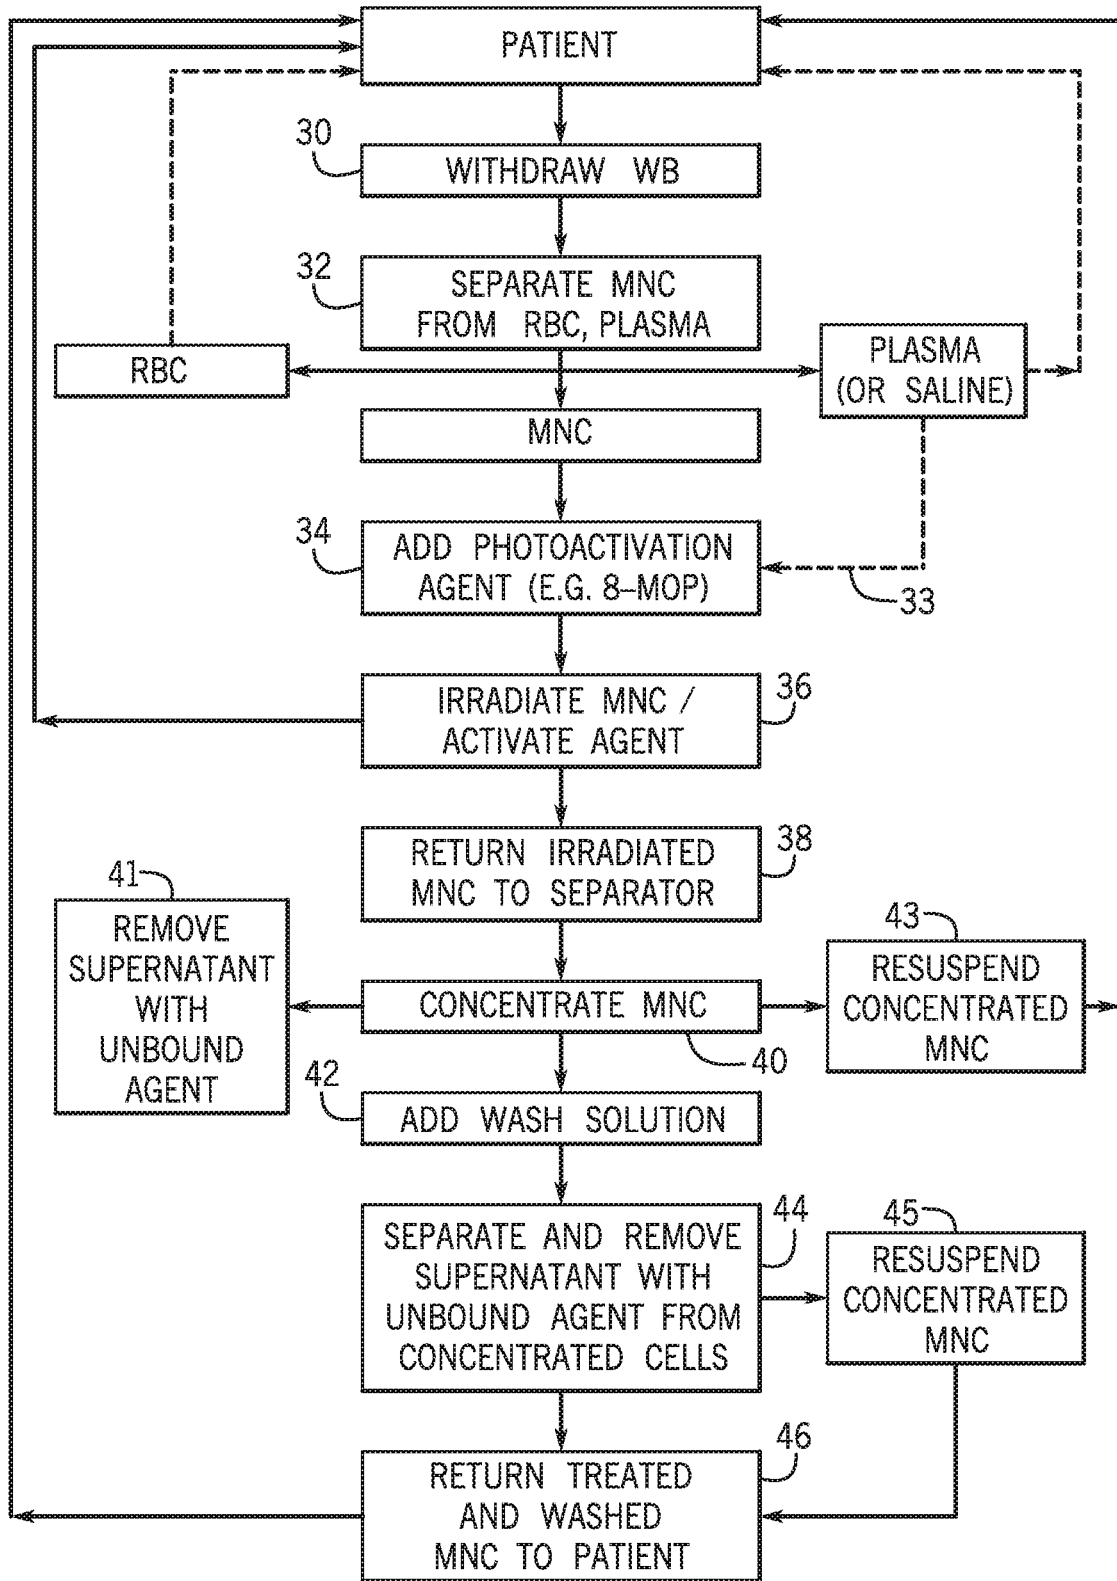 PATIENT
30
WITHDRAW WB
32
SEPARATE MNC
FROM RBC, PLASMA
RBC
PLASMA
(OR SALINE)
MNC
34
ADD PHOTOACTIVATION
AGENT (E.G. 8–MOP)
33
IRRADIATE MNC /
ACTIVATE AGENT
36
RETURN IRRADIATED
MNC TO SEPARATOR
38
41
REMOVE
SUPERNATANT
WITH
UNBOUND
AGENT
CONCENTRATE MNC
40
43
RESUSPEND
CONCENTRATED
MNC
42
ADD WASH SOLUTION
SEPARATE AND REMOVE
SUPERNATANT WITH
UNBOUND AGENT FROM
CONCENTRATED CELLS
44
45
RESUSPEND
CONCENTRATED
MNC
RETURN TREATED
AND WASHED
MNC TO PATIENT
46